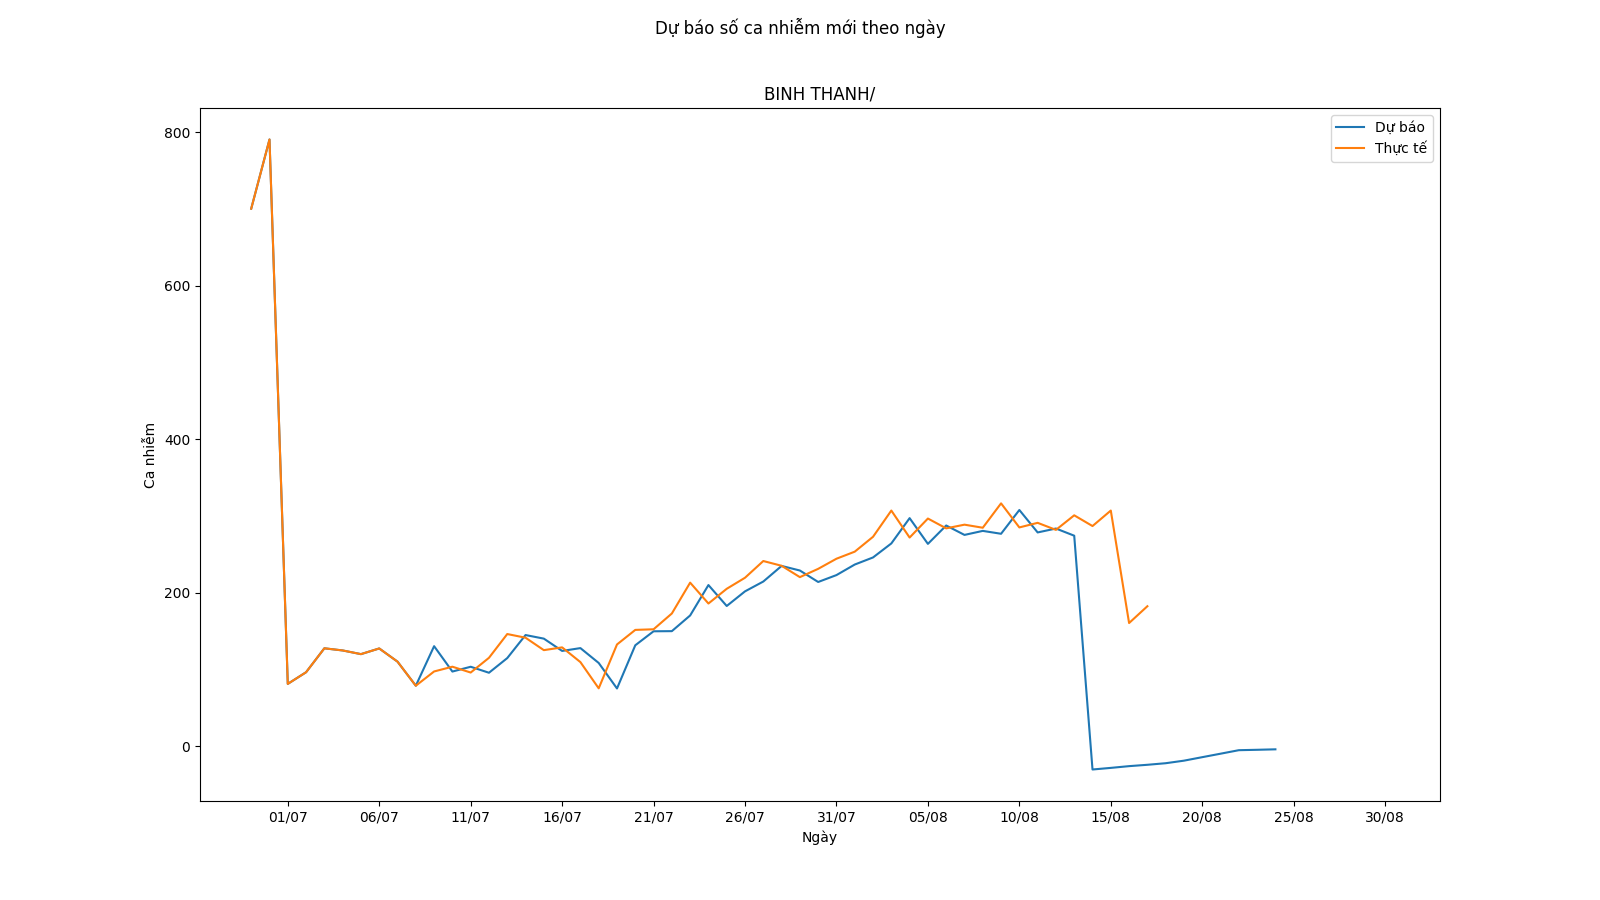 Dự báo số ca nhiễm mới theo ngày
BINH THANH/
Dự báo
Thực tế
800
600
400
200
0
Ca nhiễm
01/07 06/07 11/07 16/07 21/07 26/07 31/07 05/08 10/08 15/08 20/08 25/08 30/08
Ngày